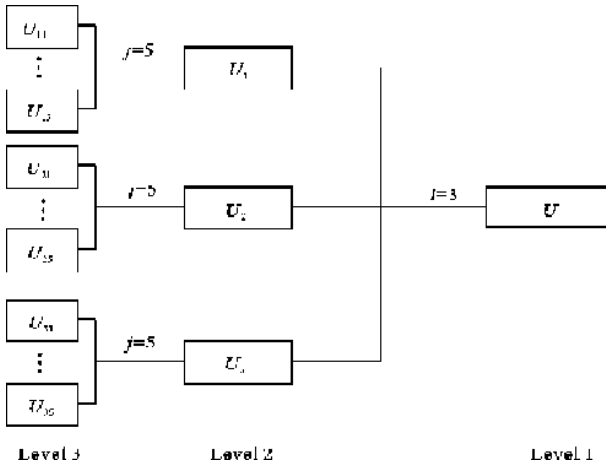 U11
j=5
U1
⋮
U15
U21
j=5
U2
i=3
U
⋮
U25
U31
j=5
U3
⋮
U35
Level 3
Level 2
Level 1